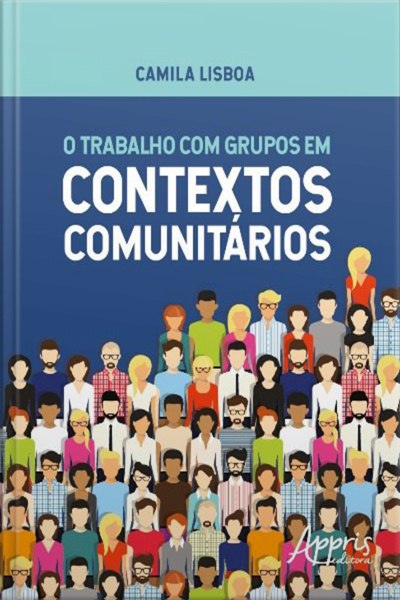 CAMILA LISBOA
O TRABALHO COM GRUPOS EM
CONTEXTOS
COMUNITÁRIOS
Appris
editora